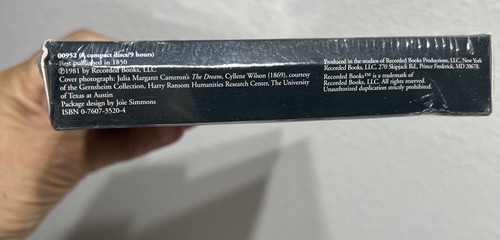 00952 (8 compact discs/9 hours)
First published in 1850
℗1981 by Recorded Books, LLC
Cover photograph: Julia Margaret Cameron's The Dream, Cyllene Wilson (1869), courtesy
of the Gernsheim Collection, Harry Ransom Humanities Research Center, The University
of Texas at Austin
Package design by Joie Simmons
ISBN 0-7607-3520-4
Produced in the studios of Recorded Books Productions, LLC, New York
Recorded Books, LLC, 270 Skipjack Rd., Prince Frederick, MD 20678.
Recorded Books™ is a trademark of
Recorded Books, LLC. All rights reserved.
Unauthorized duplication strictly prohibited.